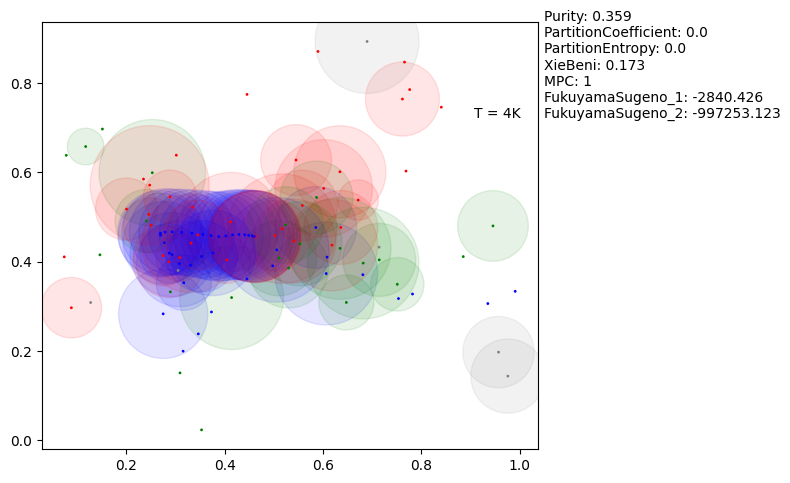 Purity: 0.359
PartitionCoefficient: 0.0
PartitionEntropy: 0.0
XieBeni: 0.173
MPC: 1
FukuyamaSugeno_1: -2840.426
FukuyamaSugeno_2: -997253.123
T = 4K
0.8
0.6
0.4
0.2
0.0
0.2
0.4
0.6
0.8
1.0